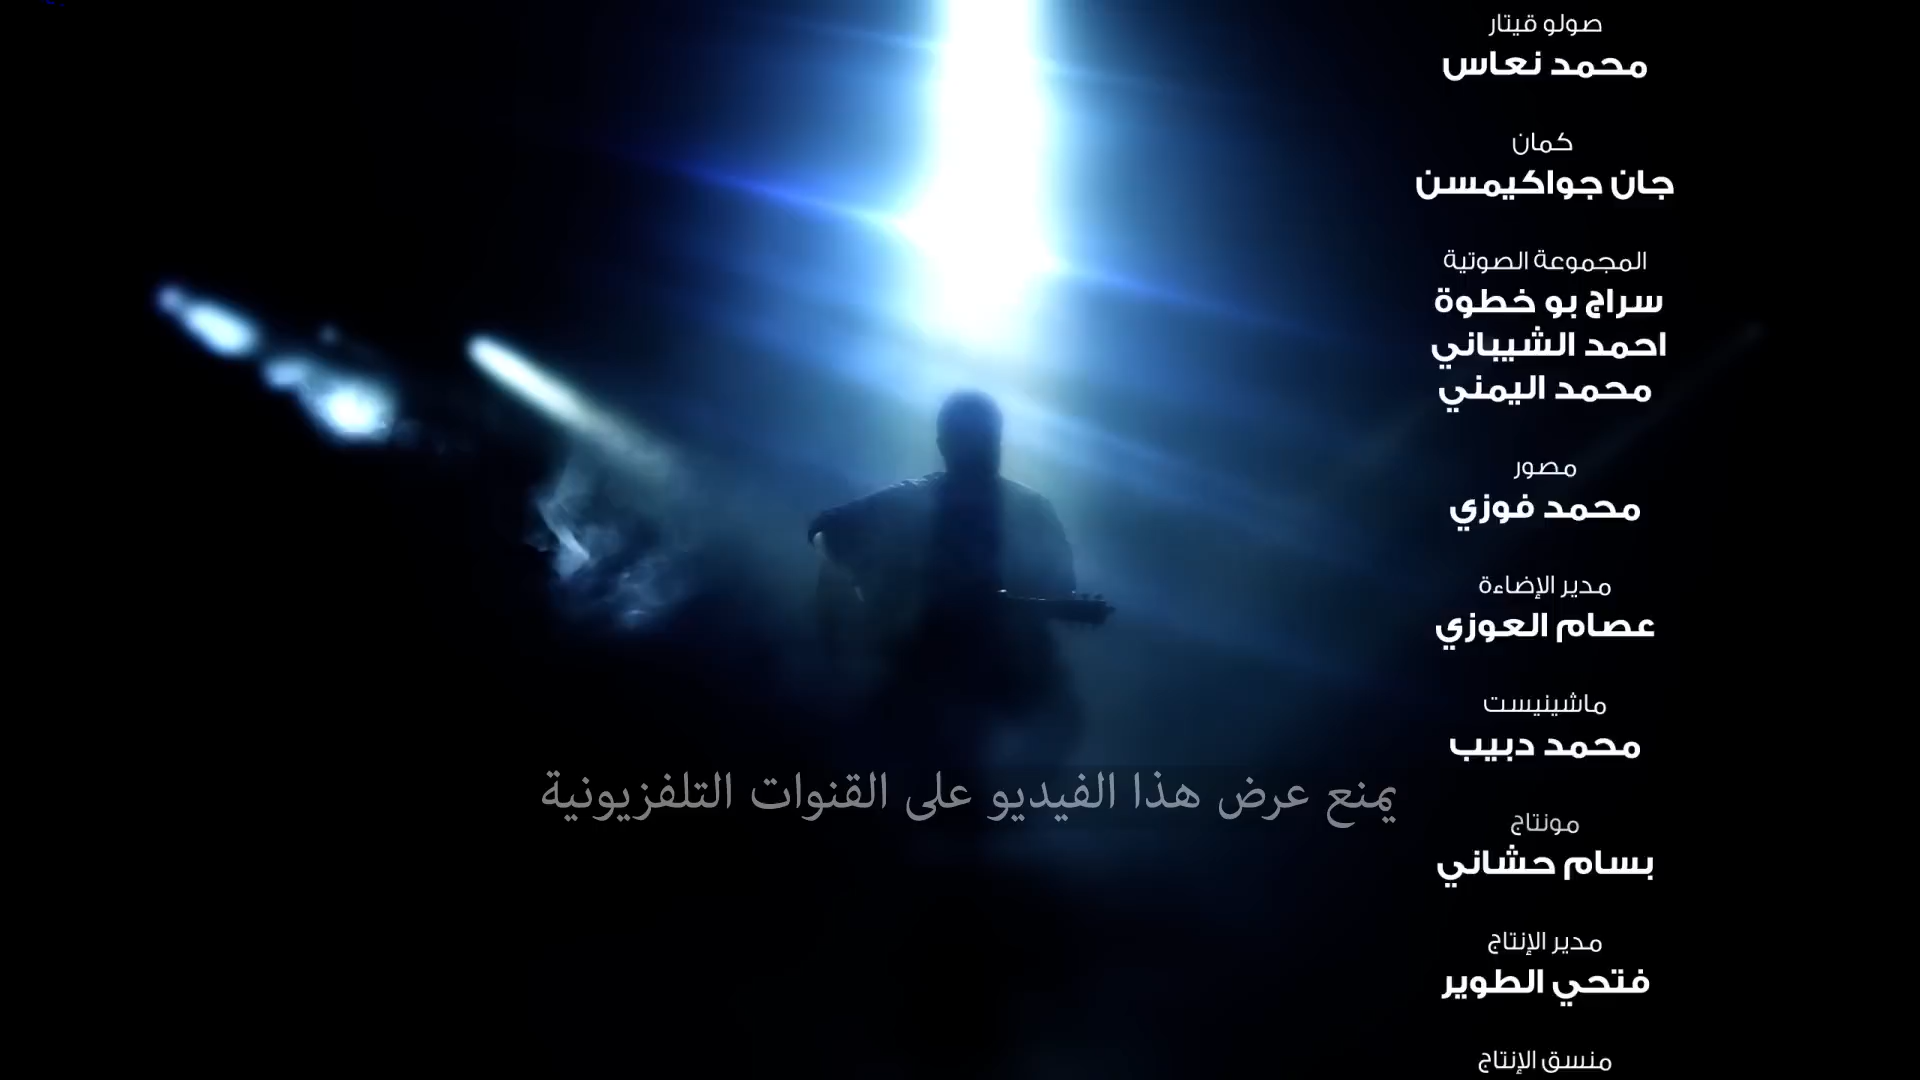 صولو قيتار
محمد نعاس
كمان
جان جواكيمسن
المجموعة الصوتية
سراج بو خطوة
احمد الشيباني
محمد اليمني
مصور
محمد فوزي
مدير الإضاءة
عصام العوزي
ماشينيست
محمد دبيب
يمنع عرض هذا الفيديو على القنوات التلفزيونية
مونتاج
بسام حشاني
مدير الإنتاج
فتحي الطوير
منسق الإنتاج